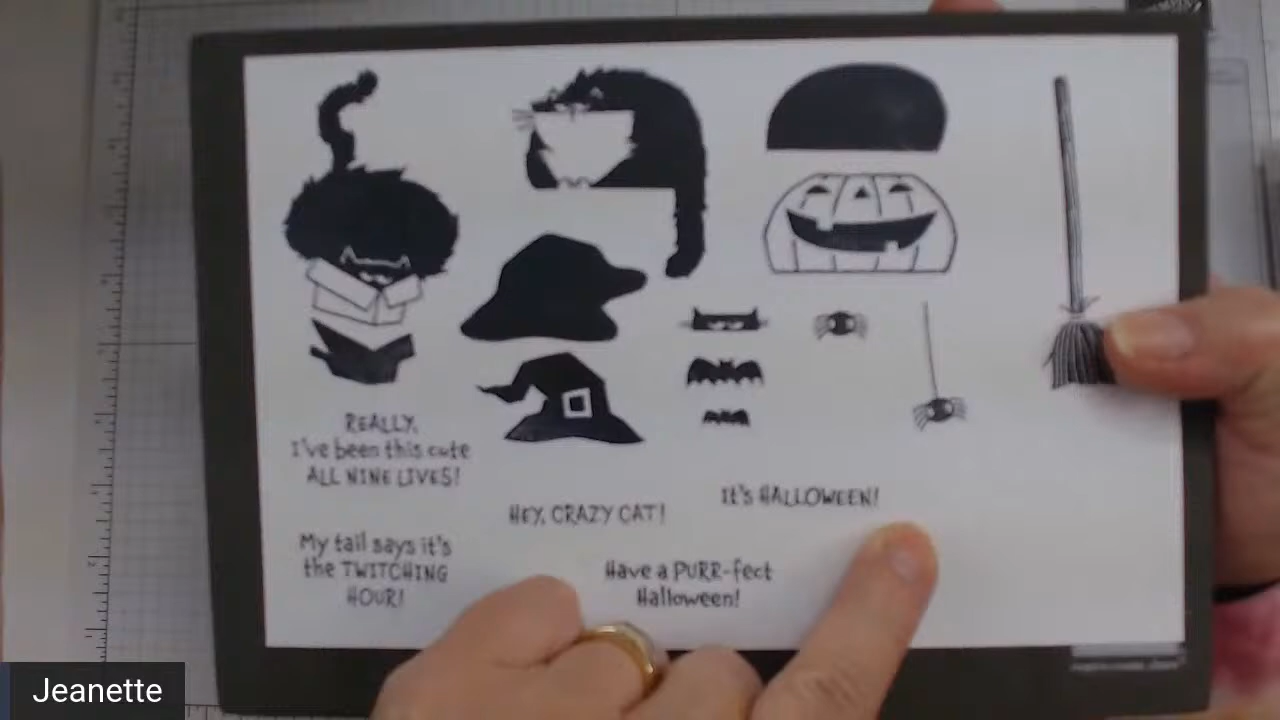 REALLY,
I've been this cute
ALL NINE LIVES!
My tail says it's
the TWITCHING
HOUR!
HEY, CRAZY CAT!
It's HALLOWEEN!
Have a PURR-fect
Halloween!
Jeanette